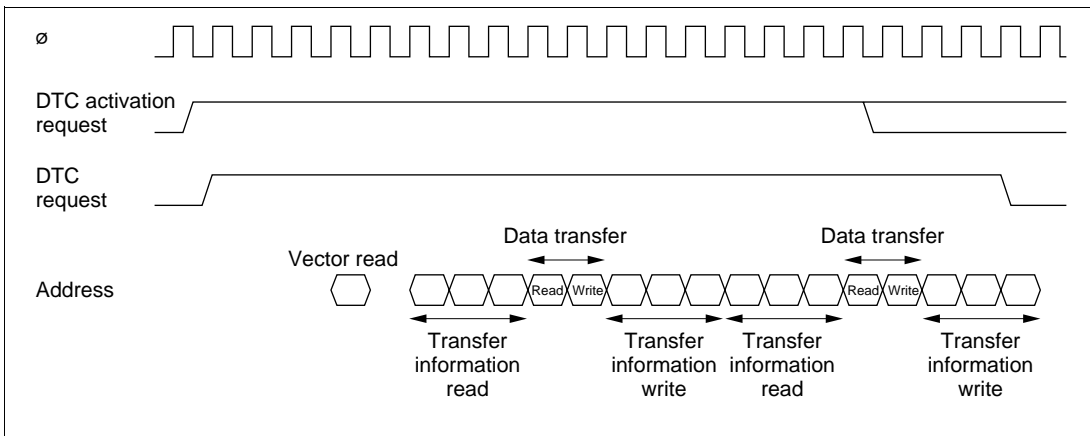 ø
DTC activation
request
DTC
request
Data transfer
Data transfer
Vector read
Address
Read
Write
Read
Write
Transfer
information
read
Transfer
information
write
Transfer
information
read
Transfer
information
write